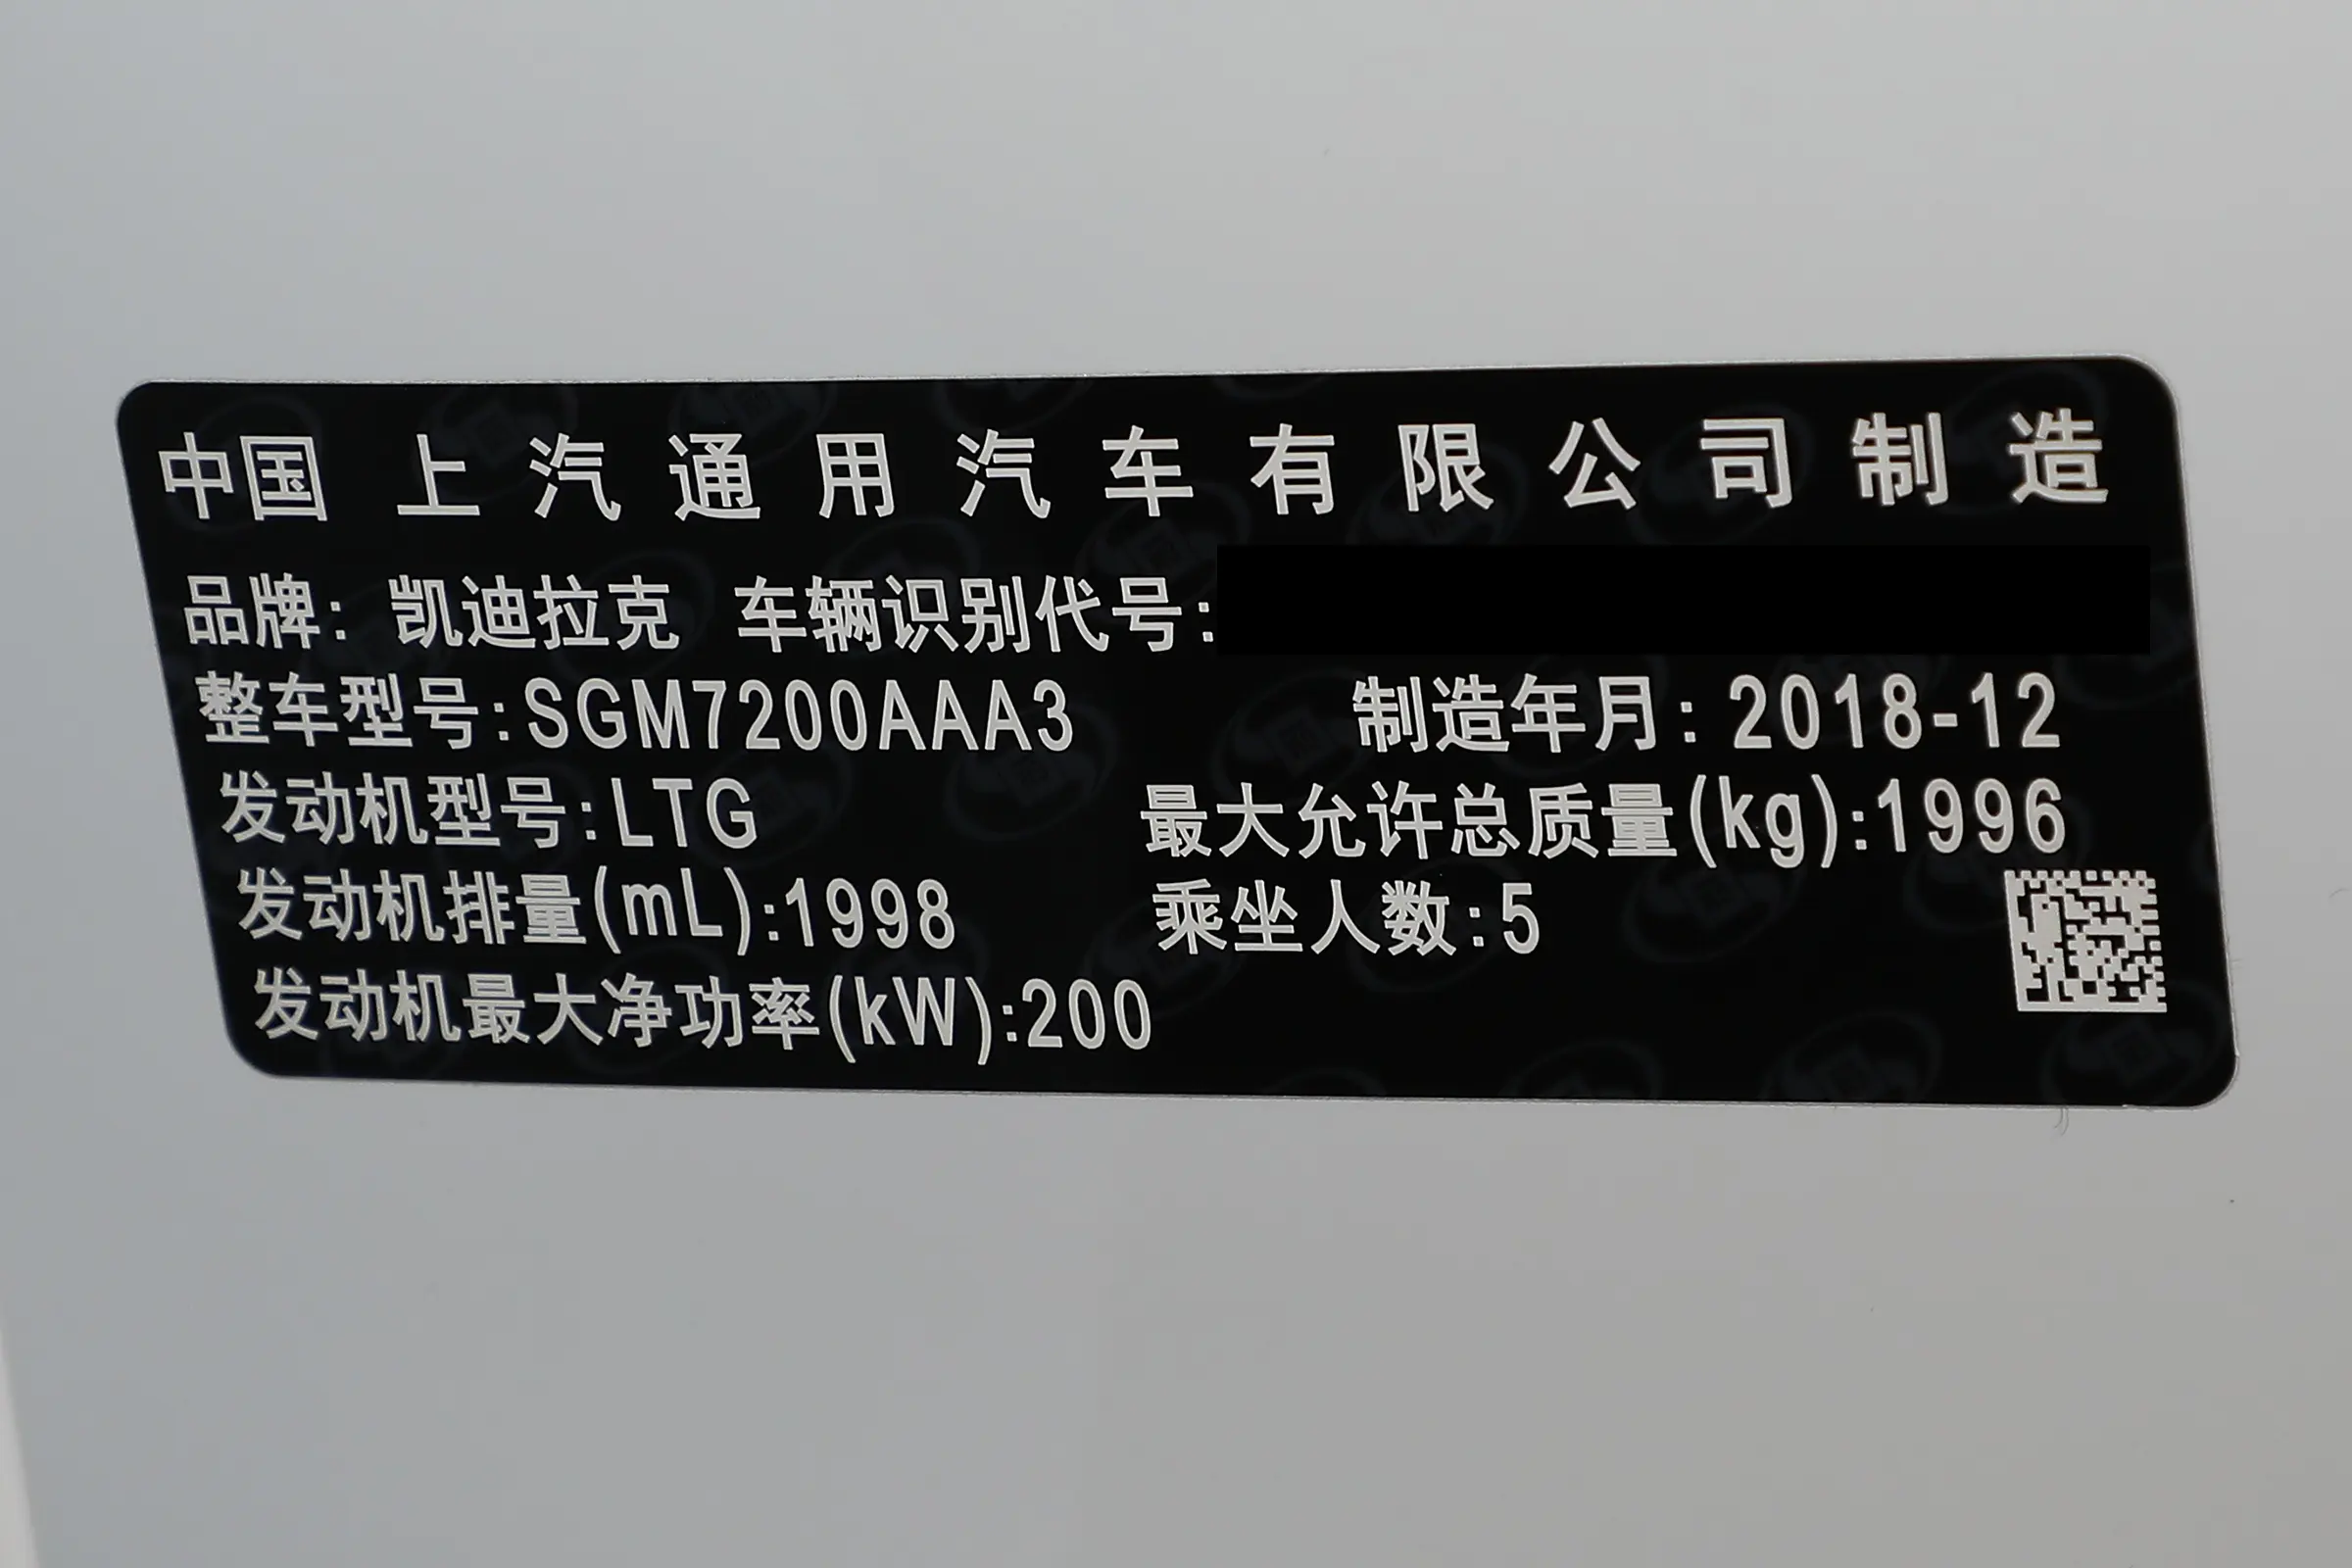 中国 上汽通用汽车有限公司制造
品牌: 凯迪拉克 车辆识别代号:
整车型号:SGM7200AAA3 制造年月: 2018-12
发动机型号:LTG 最大允许总质量(kg):1996
发动机排量(mL):1998 乘坐人数:5
发动机最大净功率(kW):200